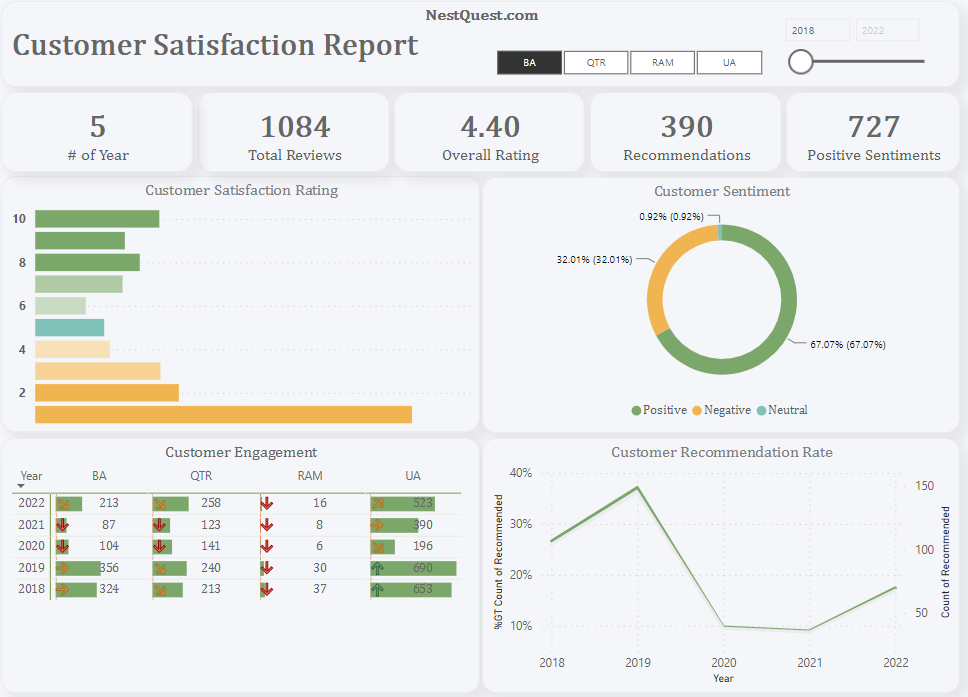 NestQuest.com
Customer Satisfaction Report
BA QTR RAM UA
2018 2022
5 1084 4.40 390 727
# of Year Total Reviews Overall Rating Recommendations Positive Sentiments
Customer Satisfaction Rating
10
8
6
4
2
Customer Sentiment
0.92% (0.92%)
32.01% (32.01%)
67.07% (67.07%)
Positive Negative Neutral
Customer Engagement
Year BA QTR RAM UA
2022 213 258 16 523
2021 87 123 8 390
2020 104 141 6 196
2019 356 240 30 690
2018 324 213 37 653
Customer Recommendation Rate
%GT Count of Recommended
40%
30%
20%
10%
150
100
50
Count of Recommended
2018 2019 2020 2021 2022
Year